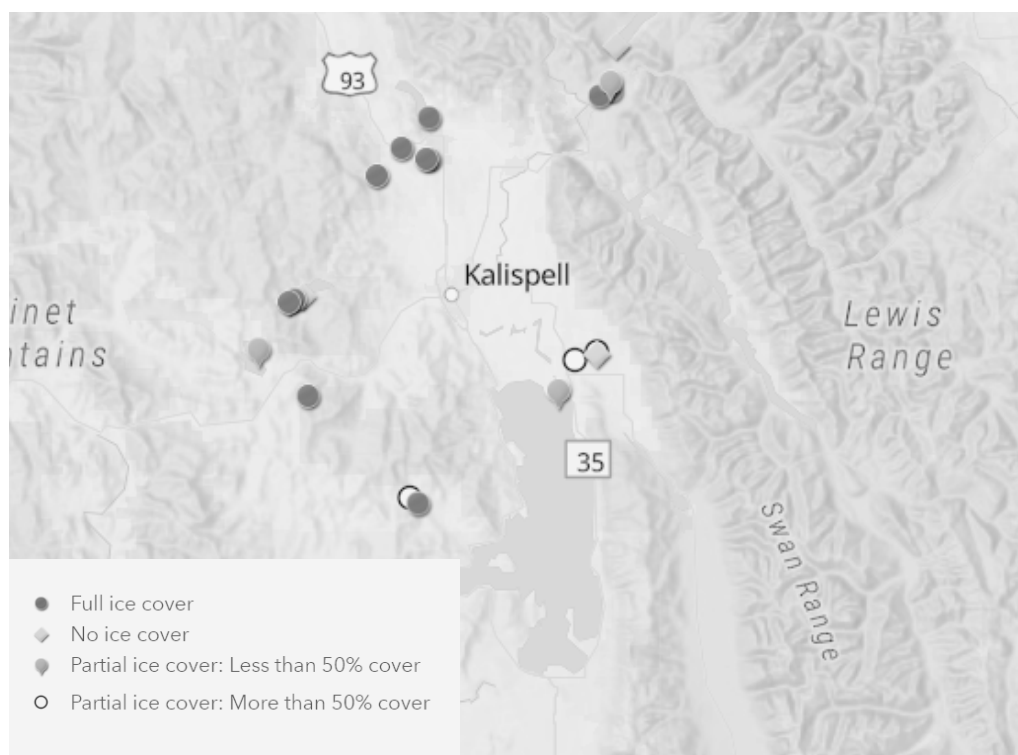 93
Kalispell
inet
ntains
Lewis
Range
35
Swan Range
Full ice cover
No ice cover
Partial ice cover: Less than 50% cover
Partial ice cover: More than 50% cover